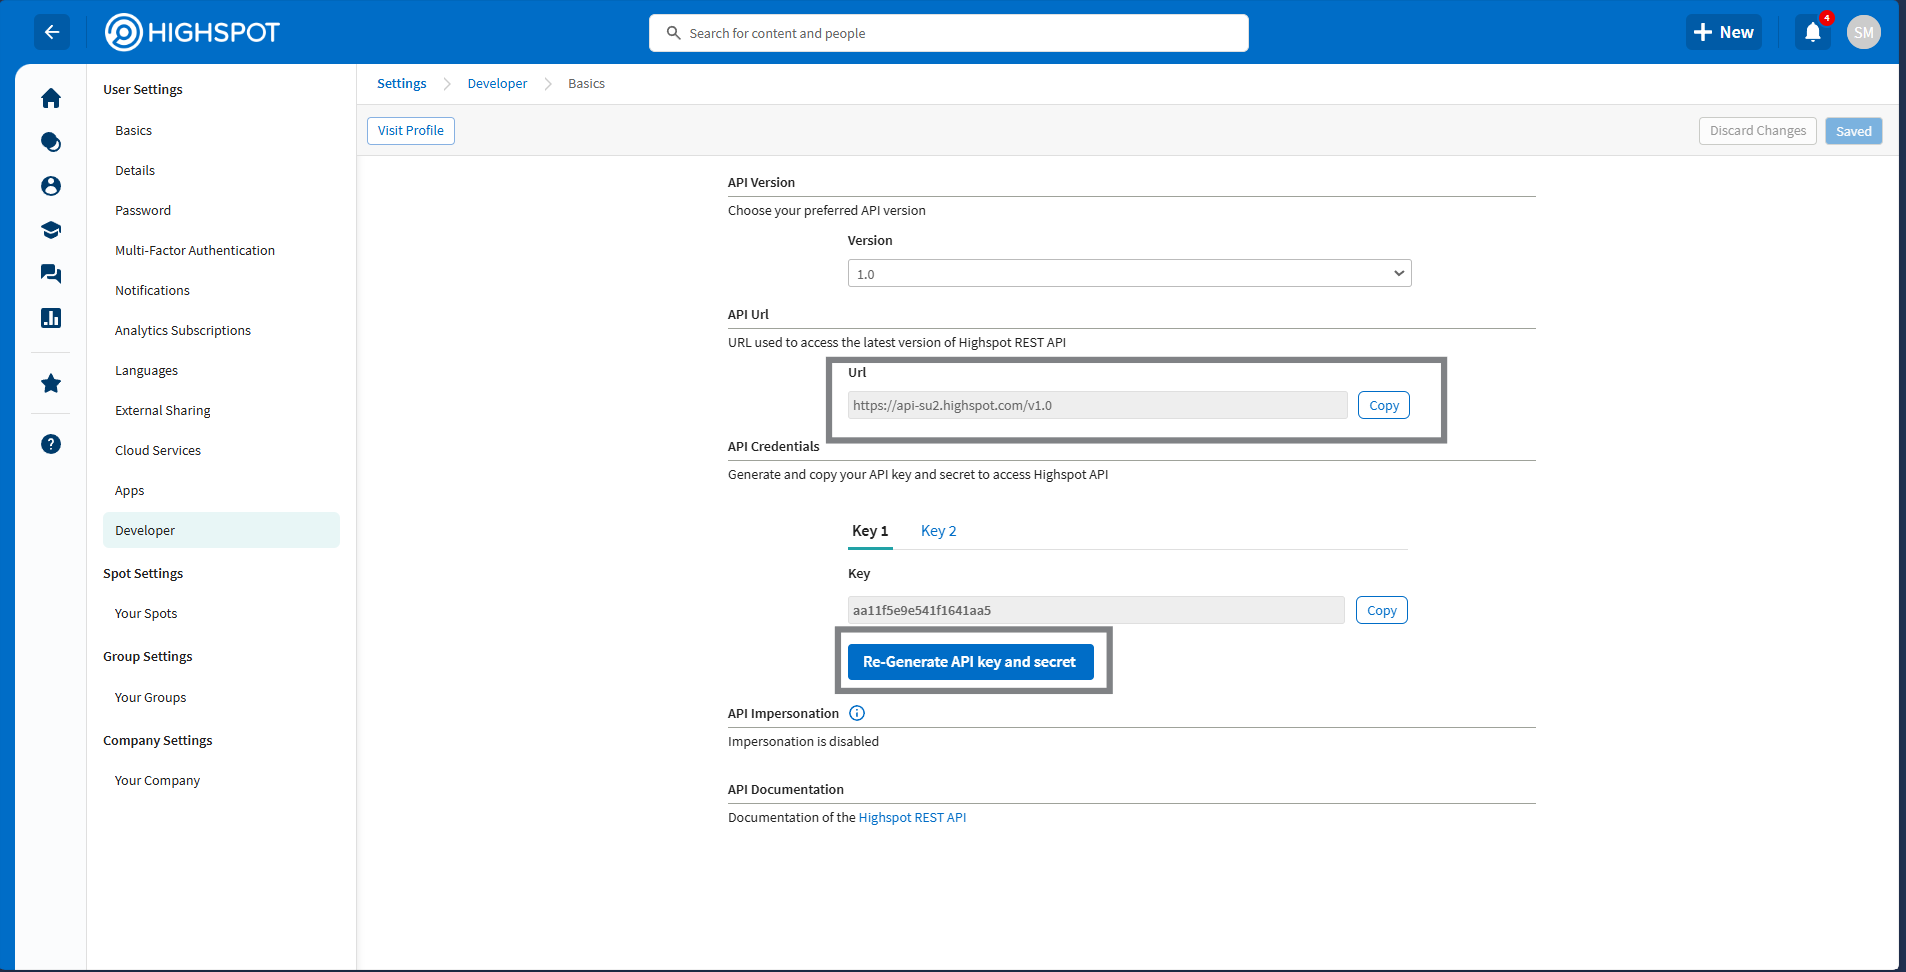 HIGHSPOT
Search for content and people
New
4
SM
User Settings
Basics
Details
Password
Multi-Factor Authentication
Notifications
Analytics Subscriptions
Languages
External Sharing
Cloud Services
Apps
Developer
Spot Settings
Your Spots
Group Settings
Your Groups
Company Settings
Your Company
Settings > Developer > Basics
Visit Profile
Discard Changes
Saved
API Version
Choose your preferred API version
Version
1.0
API Url
URL used to access the latest version of Highspot REST API
Url
https://api-su2.highspot.com/v1.0
Copy
API Credentials
Generate and copy your API key and secret to access Highspot API
Key 1
Key 2
Key
aa11f5e9e541f1641aa5
Copy
Re-Generate API key and secret
API Impersonation
Impersonation is disabled
API Documentation
Documentation of the Highspot REST API